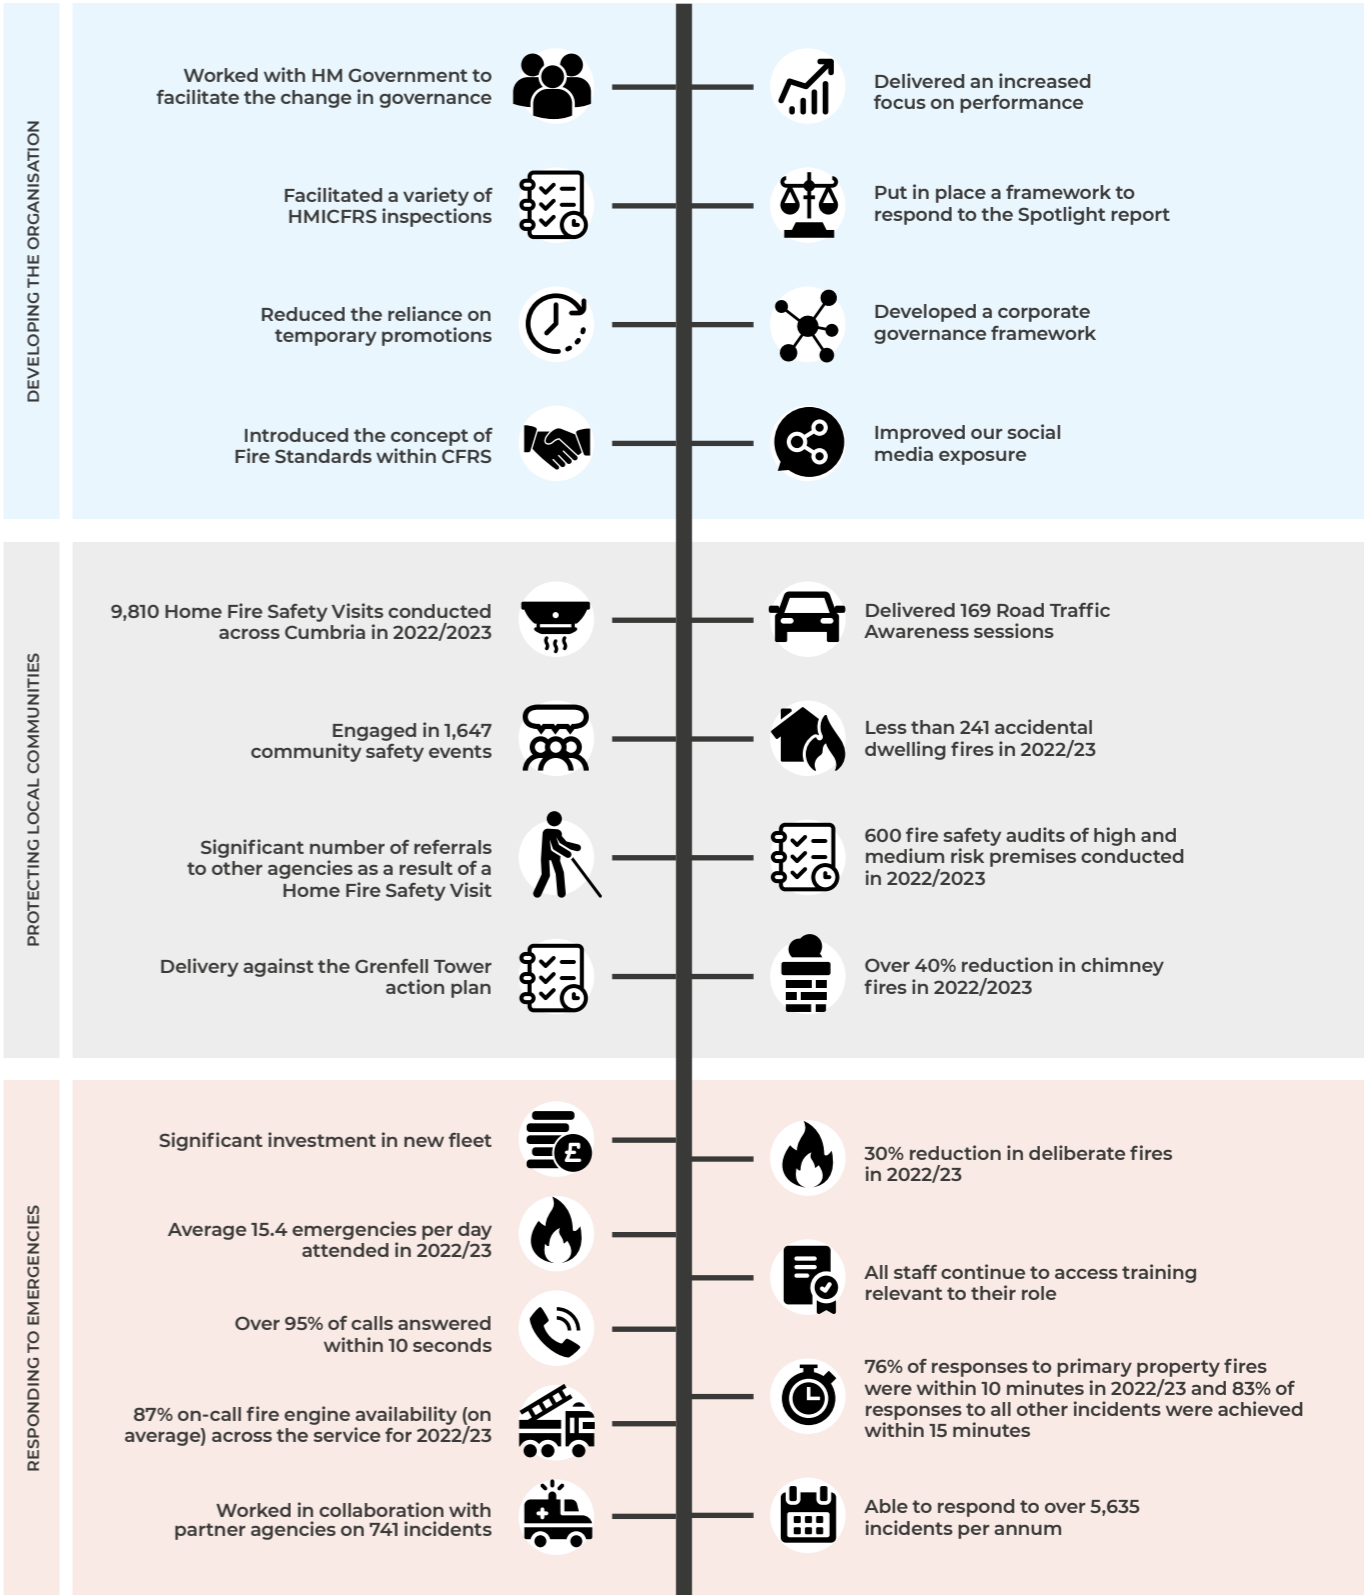 DEVELOPING THE ORGANISATION
Worked with HM Government to
facilitate the change in governance
Delivered an increased
focus on performance
Facilitated a variety of
HMICFRS inspections
Put in place a framework to
respond to the Spotlight report
Reduced the reliance on
temporary promotions
Developed a corporate
governance framework
Introduced the concept of
Fire Standards within CFRS
Improved our social
media exposure
PROTECTING LOCAL COMMUNITIES
9,810 Home Fire Safety Visits conducted
across Cumbria in 2022/2023
Delivered 169 Road Traffic
Awareness sessions
Engaged in 1,647
community safety events
Less than 241 accidental
dwelling fires in 2022/23
Significant number of referrals
to other agencies as a result of a
Home Fire Safety Visit
600 fire safety audits of high and
medium risk premises conducted
in 2022/2023
Delivery against the Grenfell Tower
action plan
Over 40% reduction in chimney
fires in 2022/2023
RESPONDING TO EMERGENCIES
Significant investment in new fleet
£
30% reduction in deliberate fires
in 2022/23
Average 15.4 emergencies per day
attended in 2022/23
All staff continue to access training
relevant to their role
Over 95% of calls answered
within 10 seconds
76% of responses to primary property fires
were within 10 minutes in 2022/23 and 83% of
responses to all other incidents were achieved
within 15 minutes
87% on-call fire engine availability (on
average) across the service for 2022/23
Worked in collaboration with
partner agencies on 741 incidents
Able to respond to over 5,635
incidents per annum